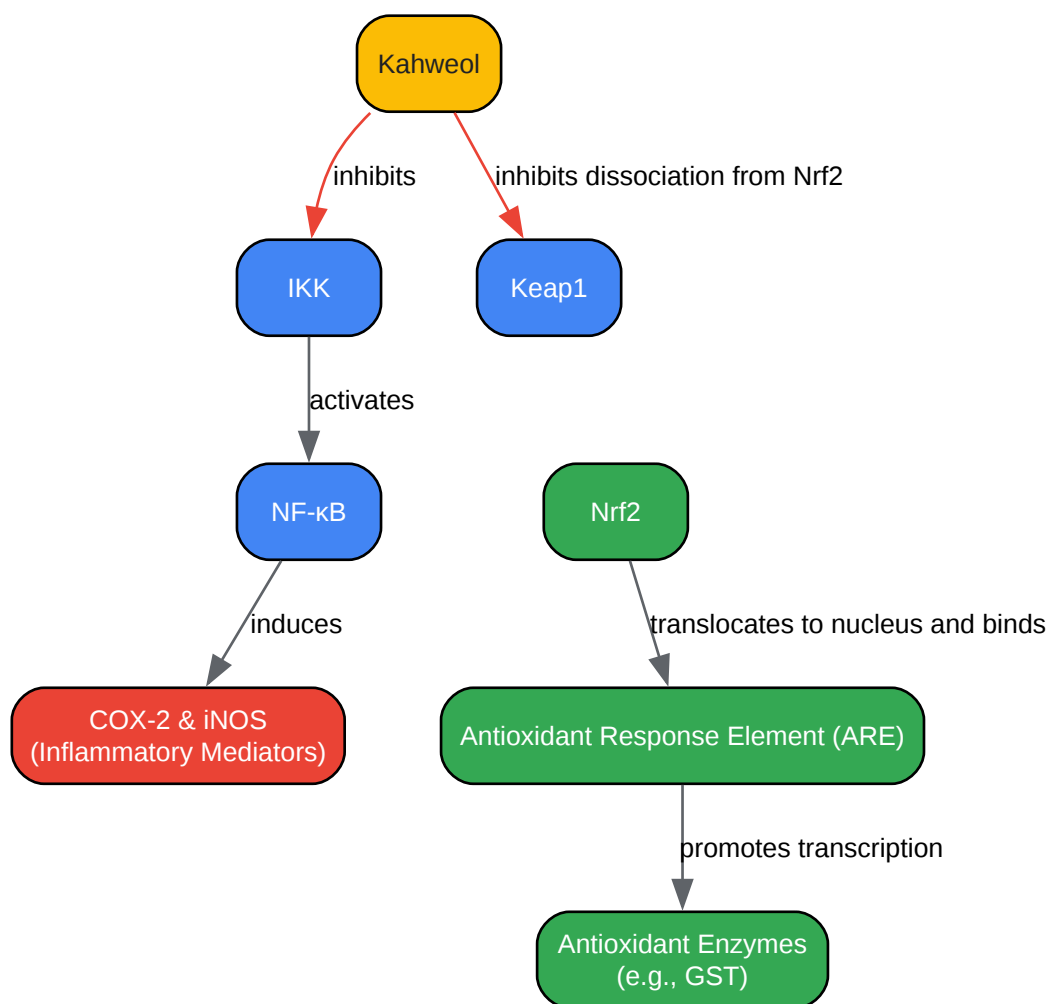 Kahweol
inhibits
inhibits dissociation from Nrf2
IKK
Keap1
activates
NF-κB
Nrf2
induces
translocates to nucleus and binds
COX-2 & iNOS
(Inflammatory Mediators)
Antioxidant Response Element (ARE)
promotes transcription
Antioxidant Enzymes
(e.g., GST)